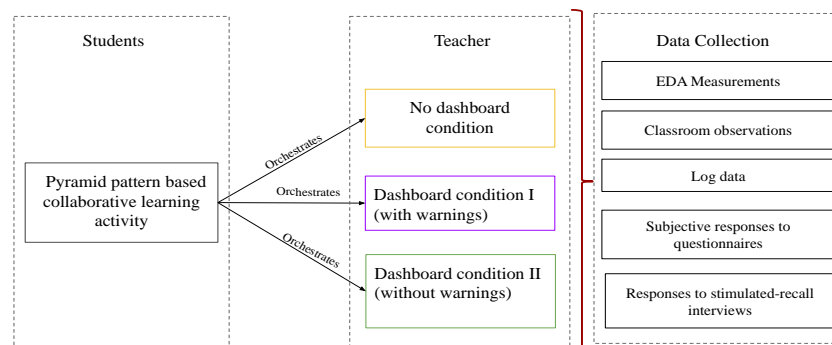 Students
Pyramid pattern based
collaborative learning
activity
Orchestrates
Orchestrates
Orchestrates
Teacher
No dashboard
condition
Dashboard condition I
(with warnings)
Dashboard condition II
(without warnings)
Data Collection
EDA Measurements
Classroom observations
Log data
Subjective responses to
questionnaires
Responses to stimulated-recall
interviews